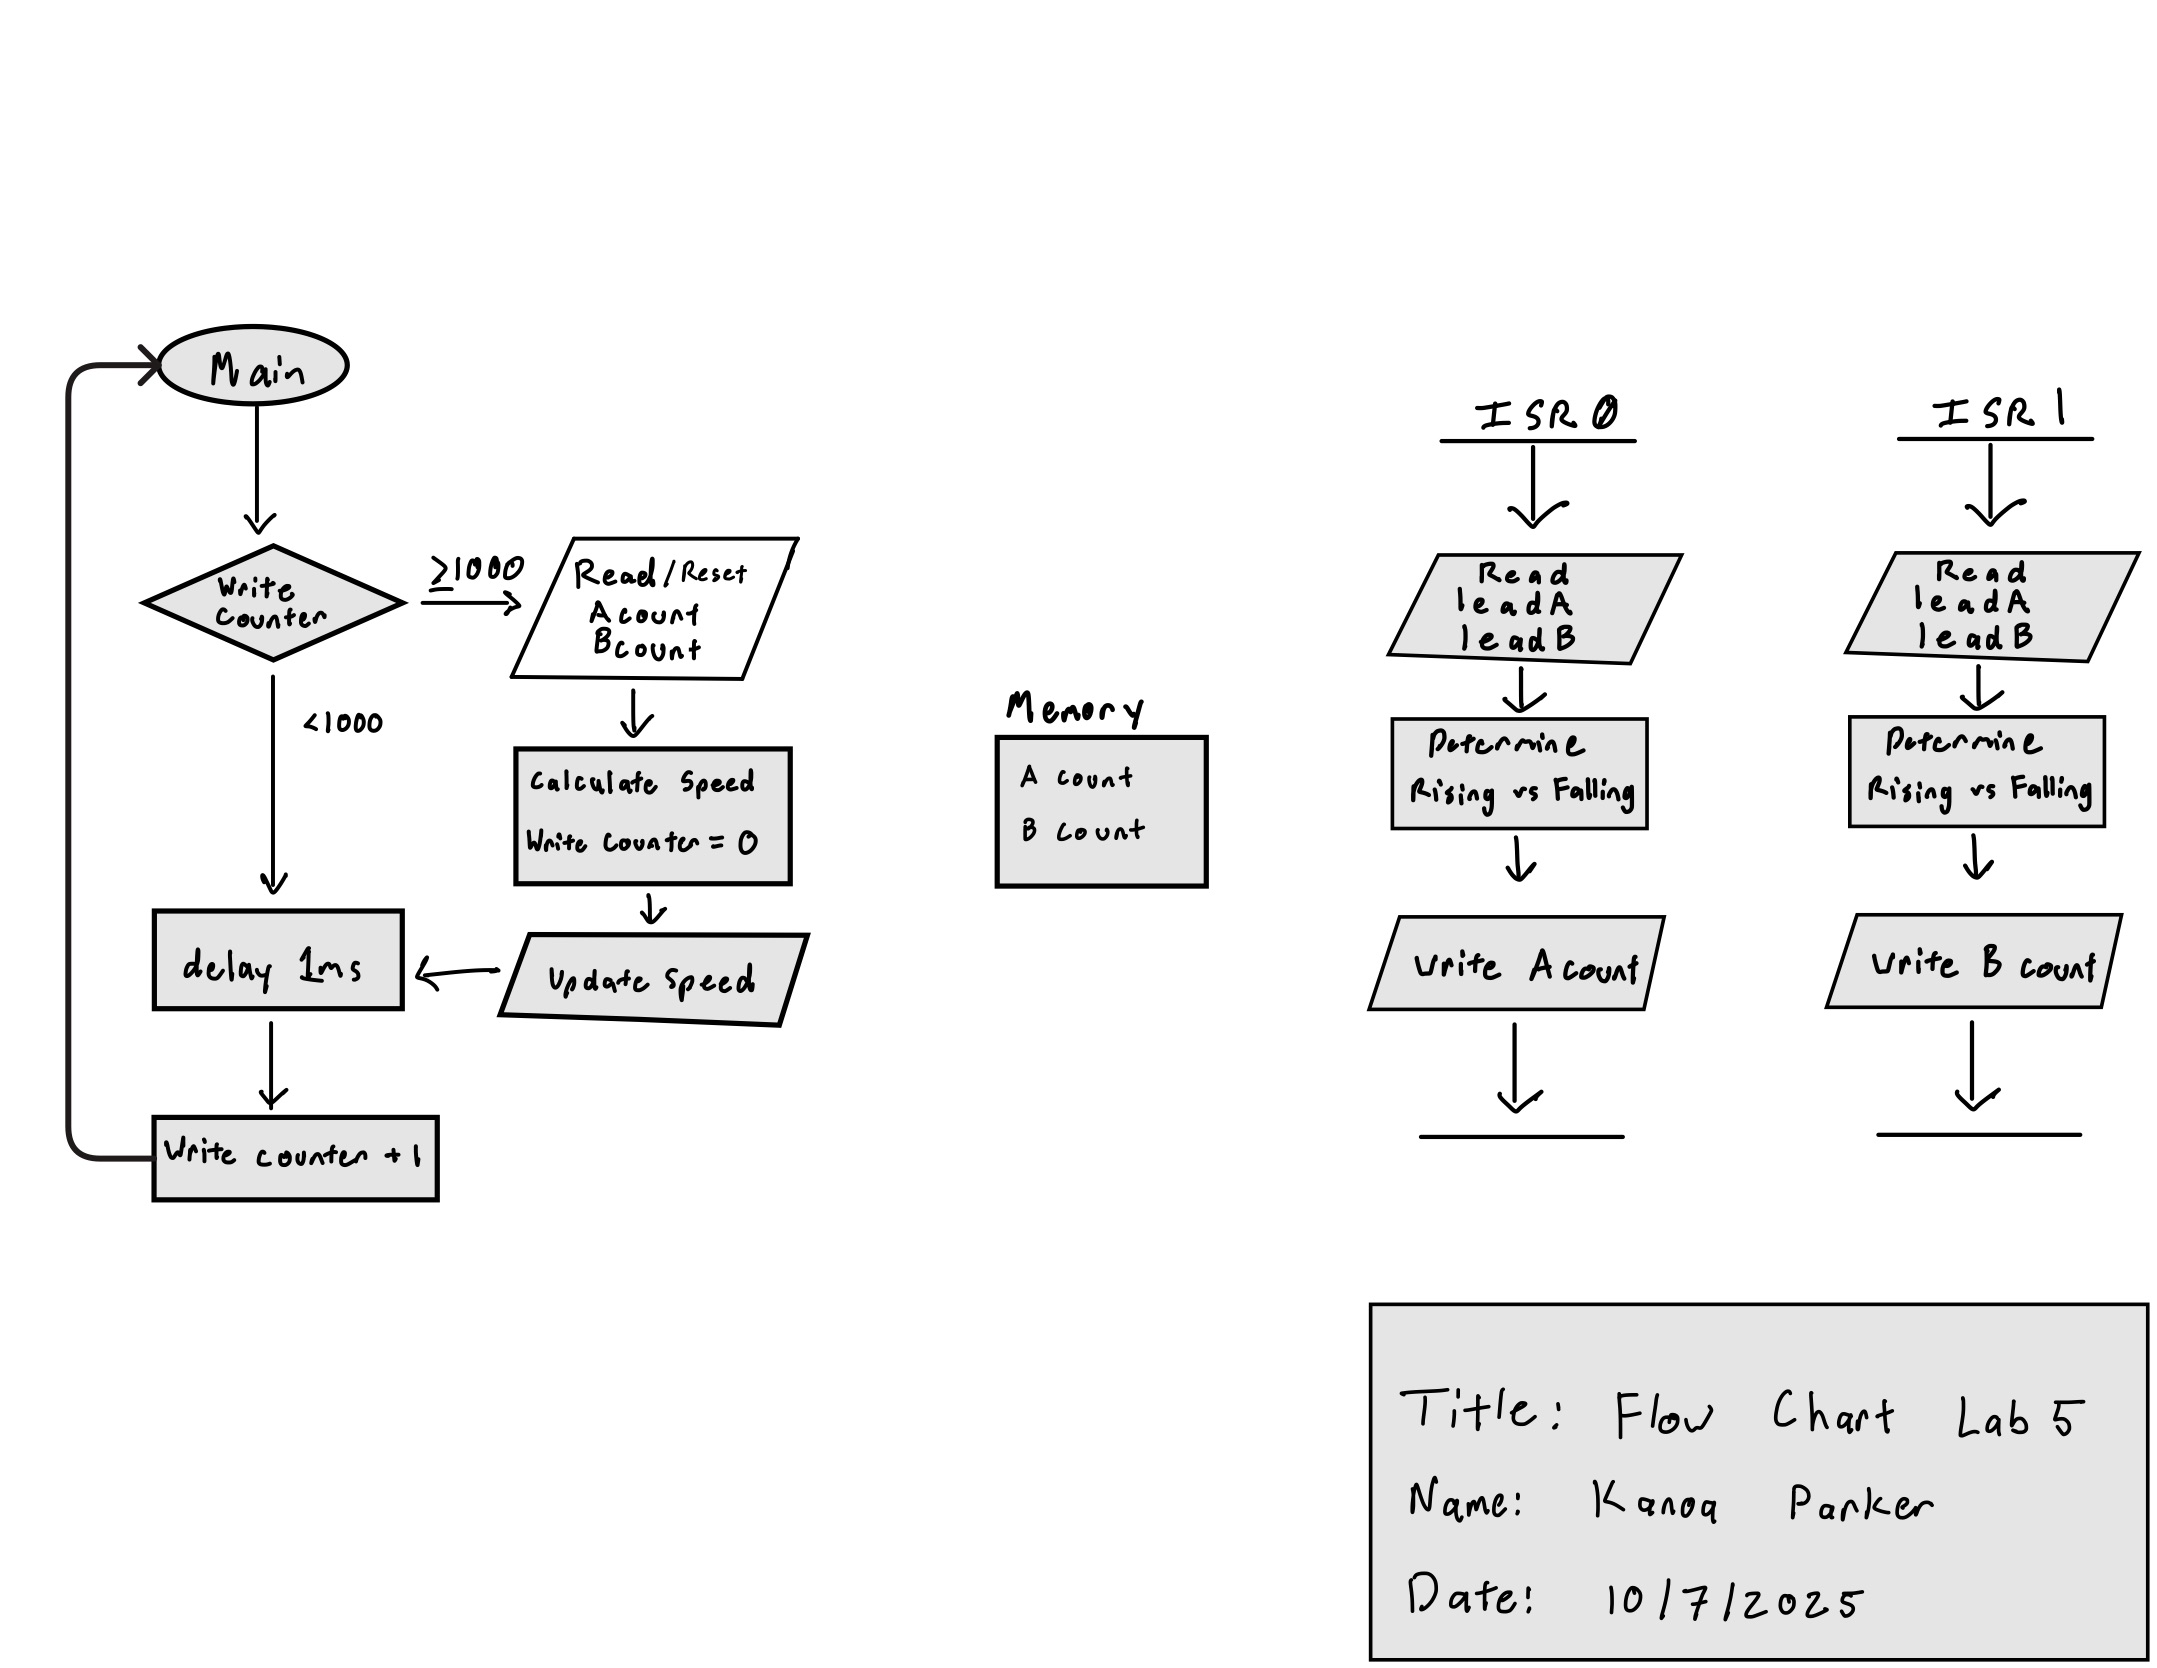 Main
Write
Counter
≥1000
<1000
Read/Reset
A count
B count
Calculate Speed
Write Counter = 0
Update Speed
delay 1ms
Write counter + 1
Memory
A count
B count
ISR 0
Read
lead A
lead B
Determine
Rising vs Falling
Write A count
ISR 1
Read
lead A
lead B
Determine
Rising vs Falling
Write B count
Title: Flow Chart Lab 5
Name: Kanoa Parker
Date: 10/7/2025